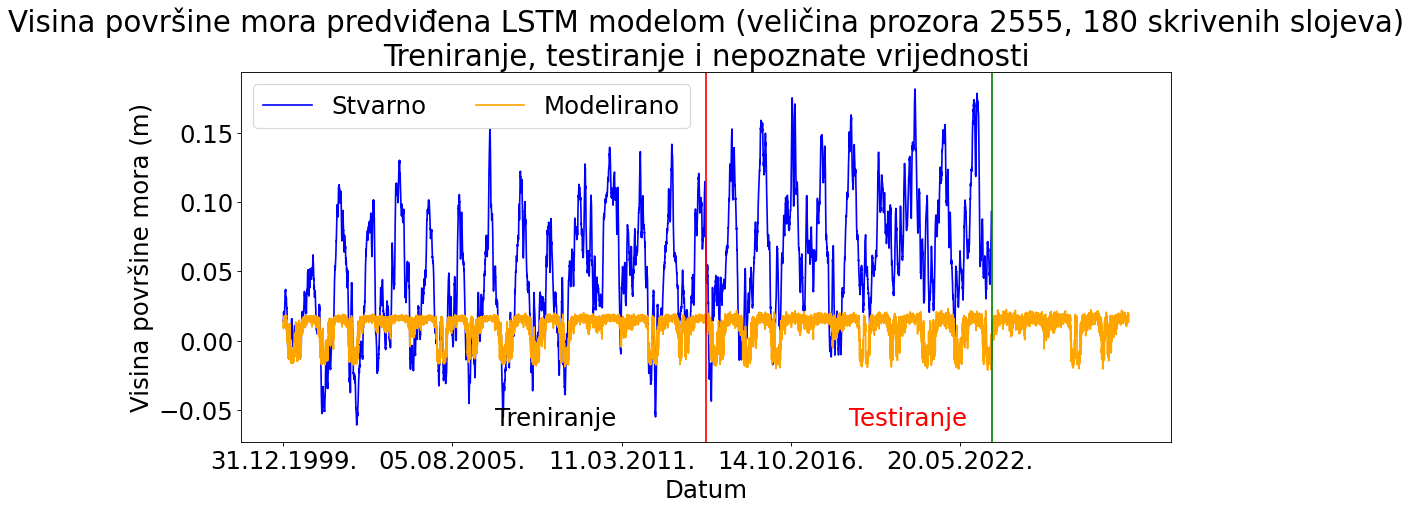 Visina površine mora predviđena LSTM modelom (veličina prozora 2555, 180 skrivenih slojeva)
Treniranje, testiranje i nepoznate vrijednosti
Stvarno Modelirano
Visina površine mora (m)
0.15
0.10
0.05
0.00
−0.05
Treniranje Testiranje
31.12.1999. 05.08.2005. 11.03.2011. 14.10.2016. 20.05.2022.
Datum